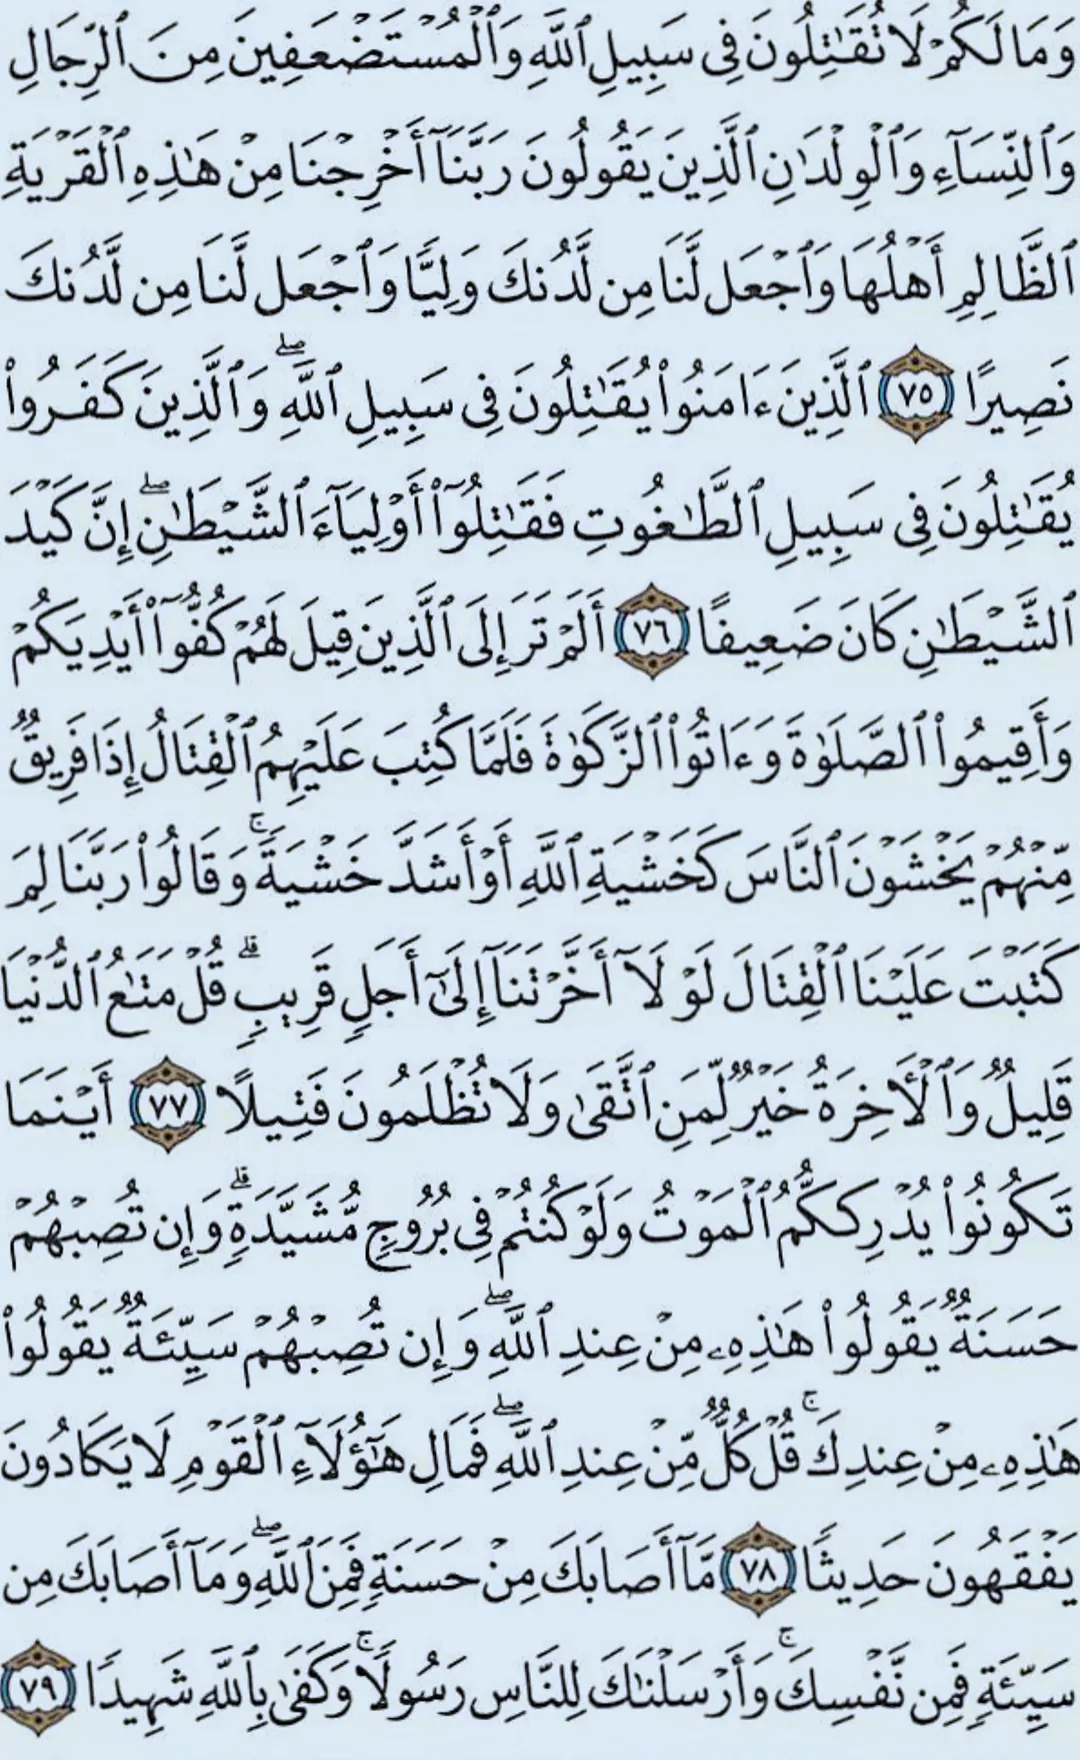 وَمَا لَكُمۡ لَا تُقَٰتِلُونَ فِي سَبِيلِ ٱللَّهِ وَٱلۡمُسۡتَضۡعَفِينَ مِنَ ٱلرِّجَالِ
وَٱلنِّسَآءِ وَٱلۡوِلۡدَٰنِ ٱلَّذِينَ يَقُولُونَ رَبَّنَآ أَخۡرِجۡنَا مِنۡ هَٰذِهِ ٱلۡقَرۡيَةِ
ٱلظَّالِمِ أَهۡلُهَا وَٱجۡعَل لَّنَا مِن لَّدُنكَ وَلِيّٗا وَٱجۡعَل لَّنَا مِن لَّدُنكَ
نَصِيرًا ٧٥ ٱلَّذِينَ ءَامَنُواْ يُقَٰتِلُونَ فِي سَبِيلِ ٱللَّهِۖ وَٱلَّذِينَ كَفَرُواْ
يُقَٰتِلُونَ فِي سَبِيلِ ٱلطَّٰغُوتِ فَقَٰتِلُوٓاْ أَوۡلِيَآءَ ٱلشَّيۡطَٰنِۖ إِنَّ كَيۡدَ
ٱلشَّيۡطَٰنِ كَانَ ضَعِيفًا ٧٦ أَلَمۡ تَرَ إِلَى ٱلَّذِينَ قِيلَ لَهُمۡ كُفُّوٓاْ أَيۡدِيَكُمۡ
وَأَقِيمُواْ ٱلصَّلَوٰةَ وَءَاتُواْ ٱلزَّكَوٰةَ فَلَمَّا كُتِبَ عَلَيۡهِمُ ٱلۡقِتَالُ إِذَا فَرِيقٞ
مِّنۡهُمۡ يَخۡشَوۡنَ ٱلنَّاسَ كَخَشۡيَةِ ٱللَّهِ أَوۡ أَشَدَّ خَشۡيَةٗۚ وَقَالُواْ رَبَّنَا لِمَ
كَتَبۡتَ عَلَيۡنَا ٱلۡقِتَالَ لَوۡلَآ أَخَّرۡتَنَآ إِلَىٰٓ أَجَلٖ قَرِيبٖۗ قُلۡ مَتَٰعُ ٱلدُّنۡيَا
قَلِيلٞ وَٱلۡأٓخِرَةُ خَيۡرٞ لِّمَنِ ٱتَّقَىٰ وَلَا تُظۡلَمُونَ فَتِيلًا ٧٧ أَيۡنَمَا
تَكُونُواْ يُدۡرِككُّمُ ٱلۡمَوۡتُ وَلَوۡ كُنتُمۡ فِي بُرُوجٖ مُّشَيَّدَةٖۗ وَإِن تُصِبۡهُمۡ
حَسَنَةٞ يَقُولُواْ هَٰذِهِۦ مِنۡ عِندِ ٱللَّهِۖ وَإِن تُصِبۡهُمۡ سَيِّئَةٞ يَقُولُواْ
هَٰذِهِۦ مِنۡ عِندِكَۚ قُلۡ كُلّٞ مِّنۡ عِندِ ٱللَّهِۖ فَمَالِ هَٰٓؤُلَآءِ ٱلۡقَوۡمِ لَا يَكَادُونَ
يَفۡقَهُونَ حَدِيثٗا ٧٨ مَّآ أَصَابَكَ مِنۡ حَسَنَةٖ فَمِنَ ٱللَّهِۖ وَمَآ أَصَابَكَ مِن
سَيِّئَةٖ فَمِن نَّفۡسِكَۚ وَأَرۡسَلۡنَٰكَ لِلنَّاسِ رَسُولٗاۚ وَكَفَىٰ بِٱللَّهِ شَهِيدٗا ٧٩